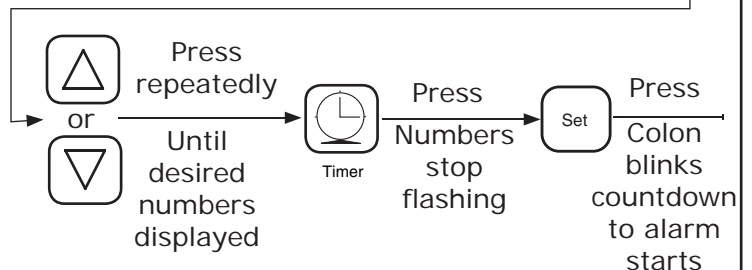 Press
repeatedly
or
Until
desired
numbers
displayed
Timer
Press
Numbers
stop
flashing
Set
Press
Colon
blinks
countdown
to alarm
starts